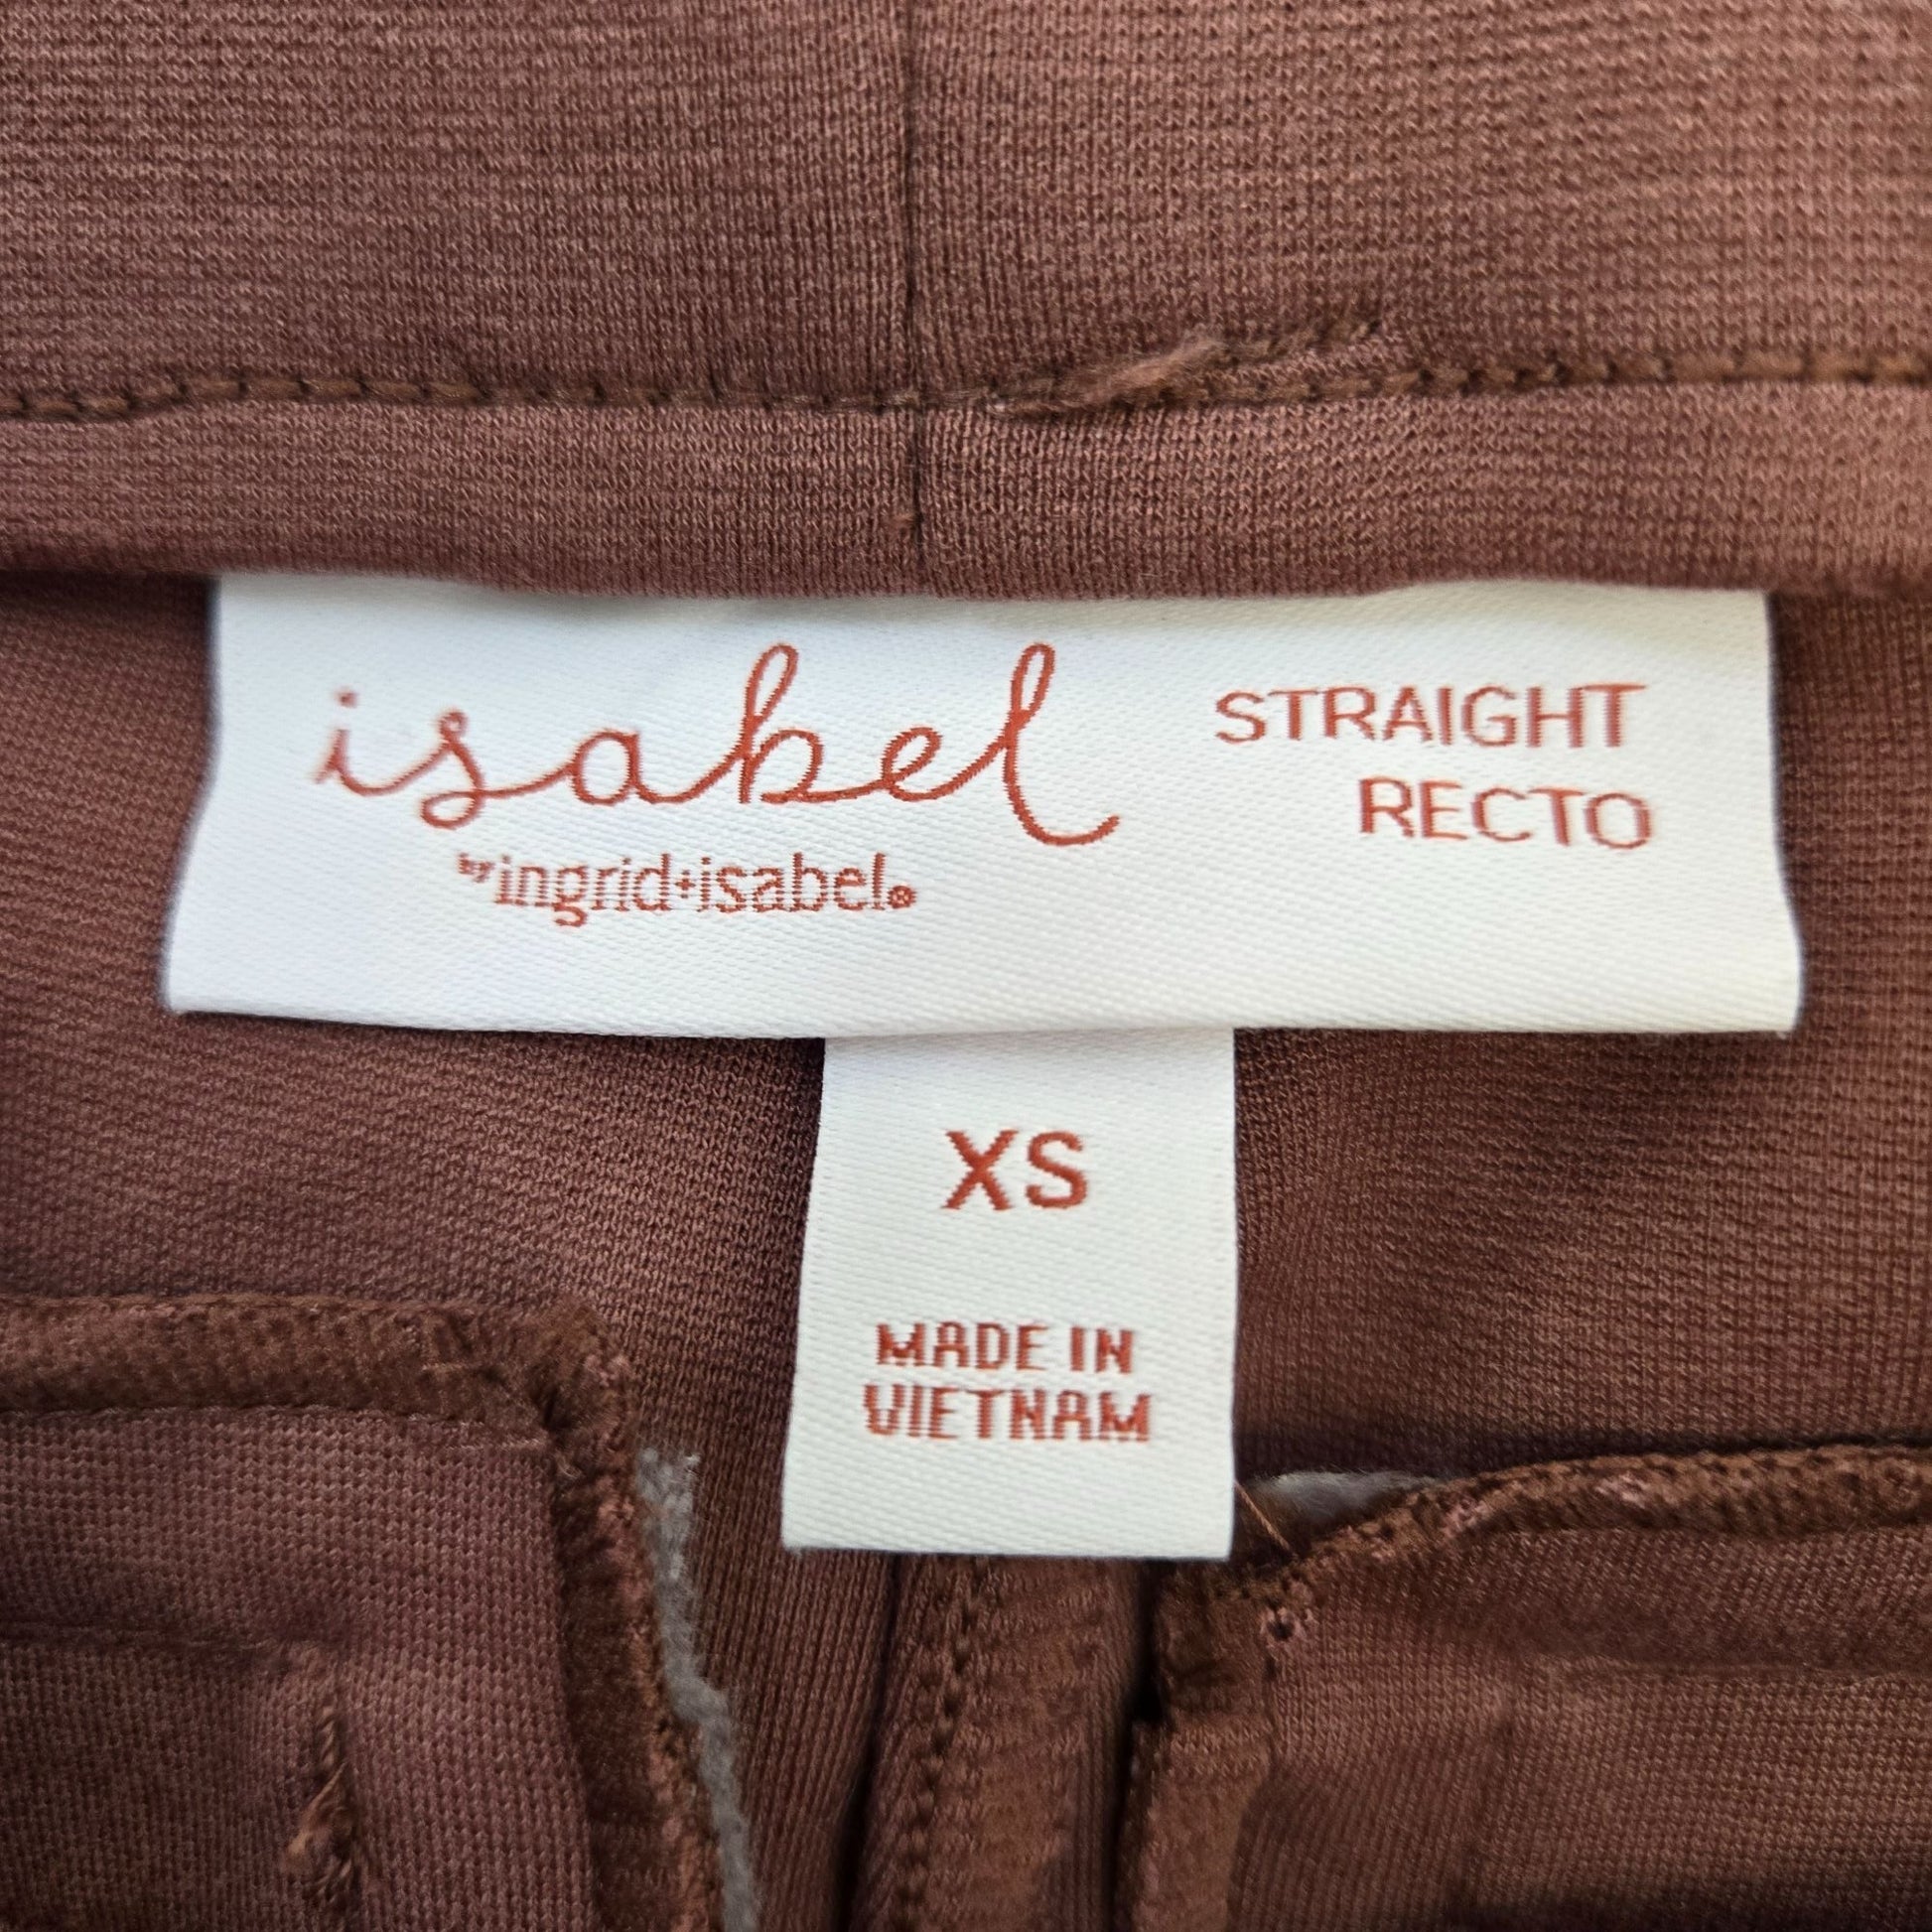 isabel
by ingrid+isabel®
STRAIGHT
RECTO
XS
MADE IN
VIETNAM